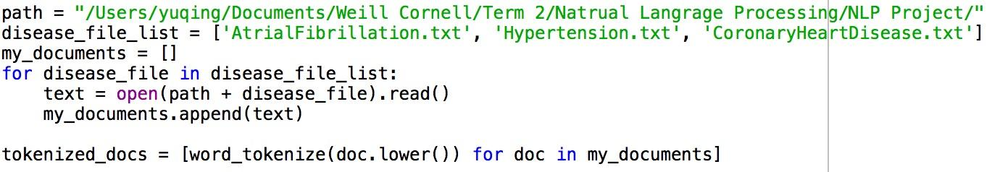 path = "/Users/yuqing/Documents/Weill Cornell/Term 2/Natrual Langrage Processing/NLP Project/"
disease_file_list = ['AtrialFibrillation.txt', 'Hypertension.txt', 'CoronaryHeartDisease.txt']
my_documents = []
for disease_file in disease_file_list:
    text = open(path + disease_file).read()
    my_documents.append(text)

tokenized_docs = [word_tokenize(doc.lower()) for doc in my_documents]